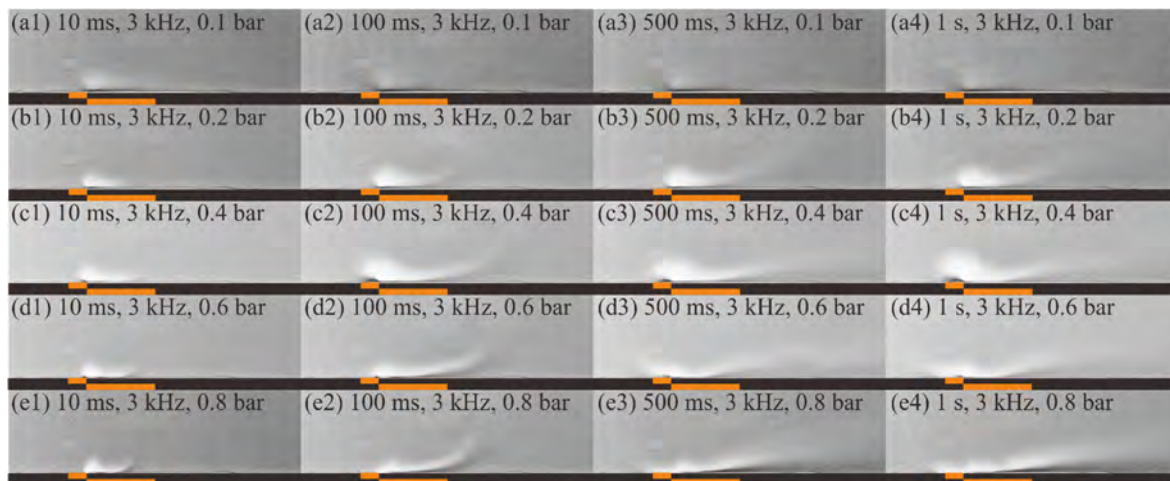 (a1) 10 ms, 3 kHz, 0.1 bar (a2) 100 ms, 3 kHz, 0.1 bar (a3) 500 ms, 3 kHz, 0.1 bar (a4) 1 s, 3 kHz, 0.1 bar
(b1) 10 ms, 3 kHz, 0.2 bar (b2) 100 ms, 3 kHz, 0.2 bar (b3) 500 ms, 3 kHz, 0.2 bar (b4) 1 s, 3 kHz, 0.2 bar
(c1) 10 ms, 3 kHz, 0.4 bar (c2) 100 ms, 3 kHz, 0.4 bar (c3) 500 ms, 3 kHz, 0.4 bar (c4) 1 s, 3 kHz, 0.4 bar
(d1) 10 ms, 3 kHz, 0.6 bar (d2) 100 ms, 3 kHz, 0.6 bar (d3) 500 ms, 3 kHz, 0.6 bar (d4) 1 s, 3 kHz, 0.6 bar
(e1) 10 ms, 3 kHz, 0.8 bar (e2) 100 ms, 3 kHz, 0.8 bar (e3) 500 ms, 3 kHz, 0.8 bar (e4) 1 s, 3 kHz, 0.8 bar